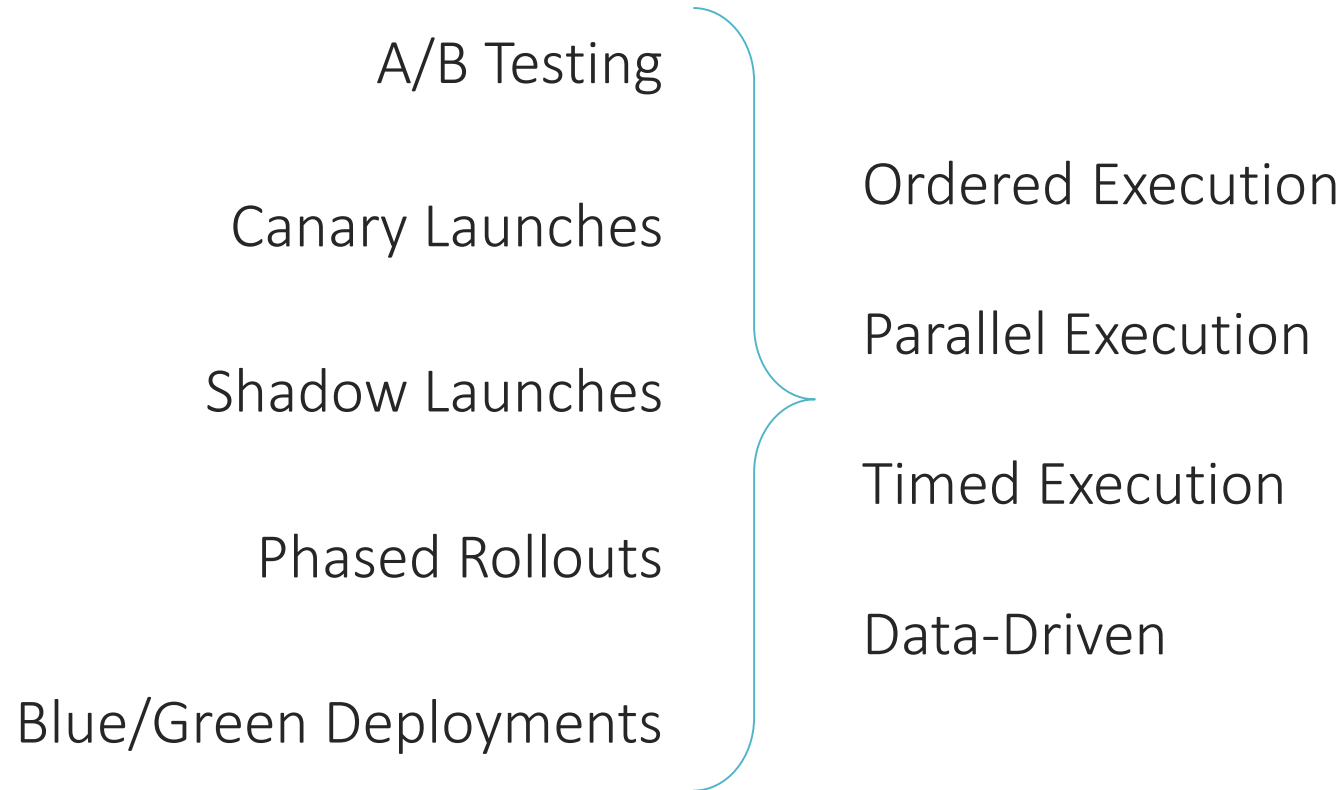 A/B Testing
Canary Launches
Shadow Launches
Phased Rollouts
Blue/Green Deployments
Ordered Execution
Parallel Execution
Timed Execution
Data-Driven